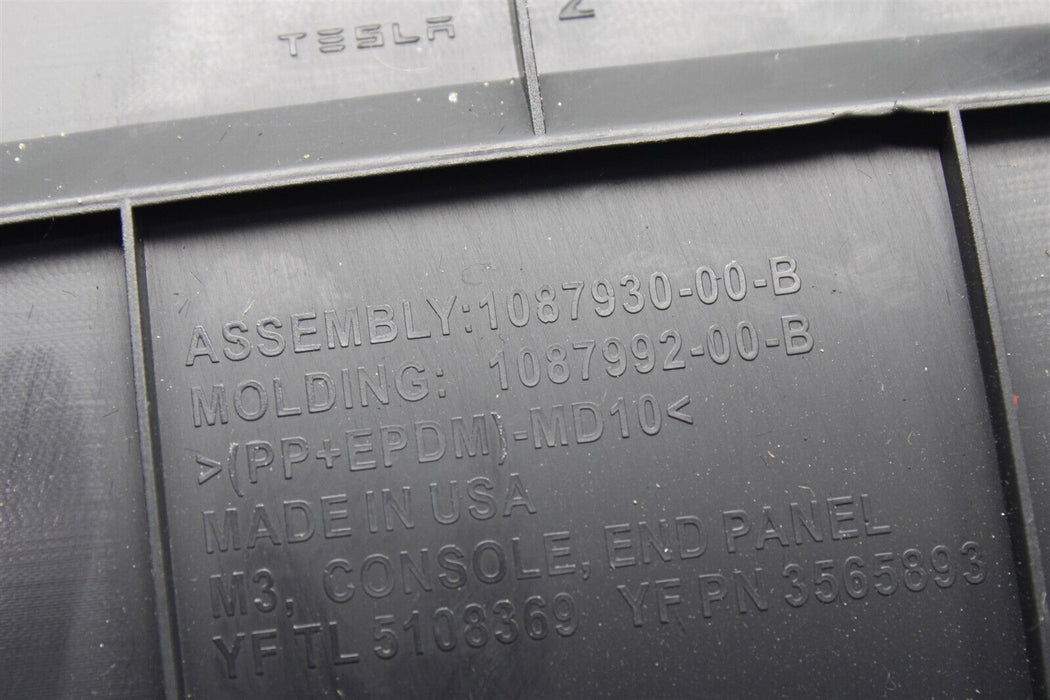 TESLA 2
ASSEMBLY:1087930-00-B
MOLDING: 1087992-00-B
>(PP+EPDM)-MD10<
MADE IN USA
M3, CONSOLE, END PANEL
YF TL 5108369 YF PN 3565893